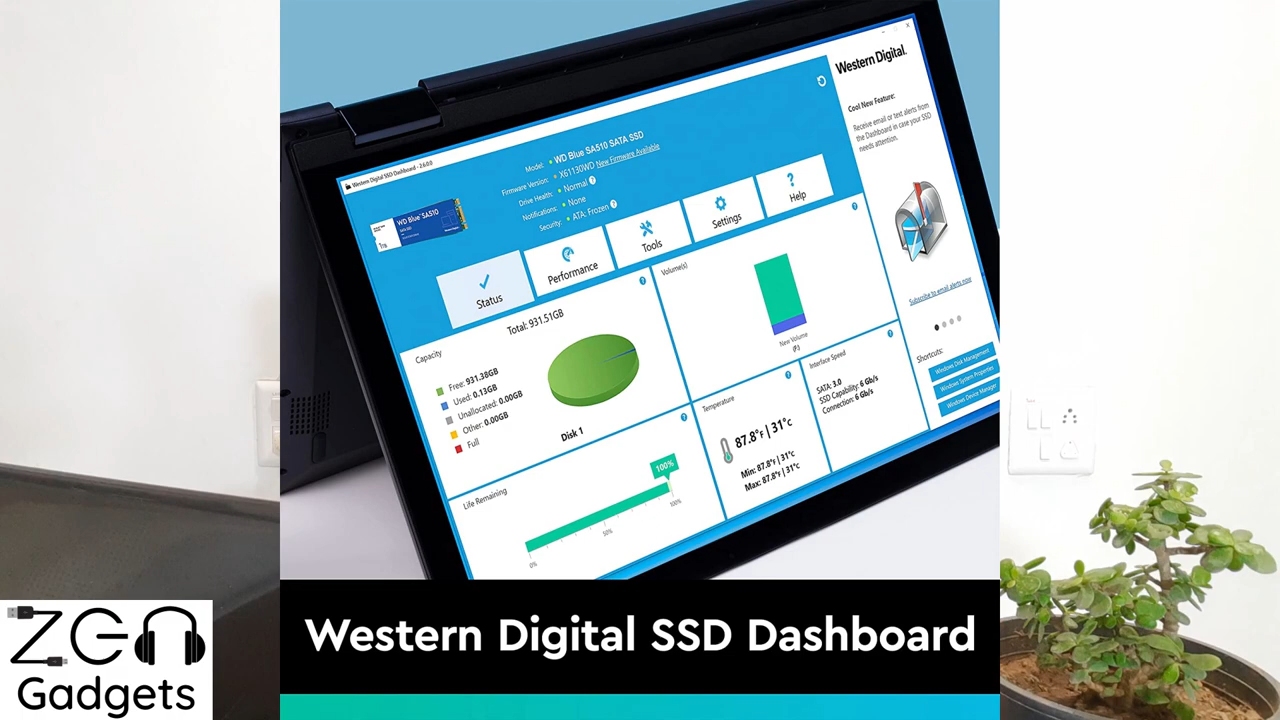 Western Digital SSD Dashboard - 2.6.0.0
Western Digital.
Model: WD Blue SA510 SATA SSD
Firmware Version: X61130WD New Firmware Available
Drive Health: Normal ?
Notifications: None
Security: ATA: Frozen ?
WD Blue SA510
SATA SSD
1TB
Status
Performance
Tools
Settings
?
Help
Cool New Feature:
Receive email or text alerts from
the Dashboard in case your SSD
needs attention.
Subscribe to email alerts now
Shortcuts:
Windows Disk Management
Windows System Properties
Windows Device Manager
Capacity
?
Total: 931.51GB
Free: 931.38GB
Used: 0.13GB
Unallocated: 0.00GB
Other: 0.00GB
Full
Disk 1
Volume(s)
?
New Volume
(F:)
Life Remaining
?
100%
0%
50%
100%
Temperature
?
87.8°F | 31°C
Min: 87.8°F | 31°C
Max: 87.8°F | 31°C
Interface Speed
?
SATA: 3.0
SSD Capability: 6 Gb/s
Connection: 6 Gb/s
Western Digital SSD Dashboard
ZGN
Gadgets